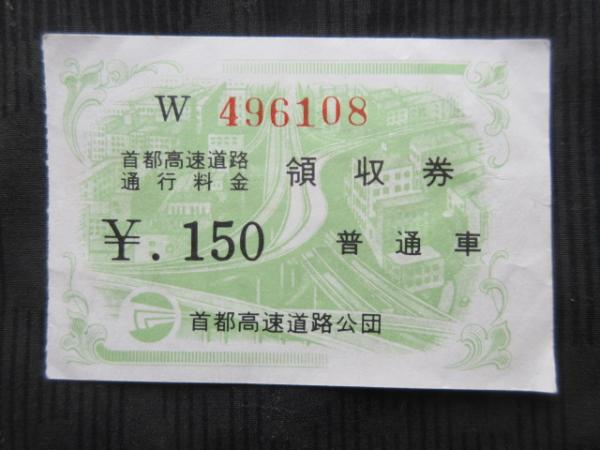 W 496108
首都高速道路
通行料金
領収券
¥.150
普通車
首都高速道路公団